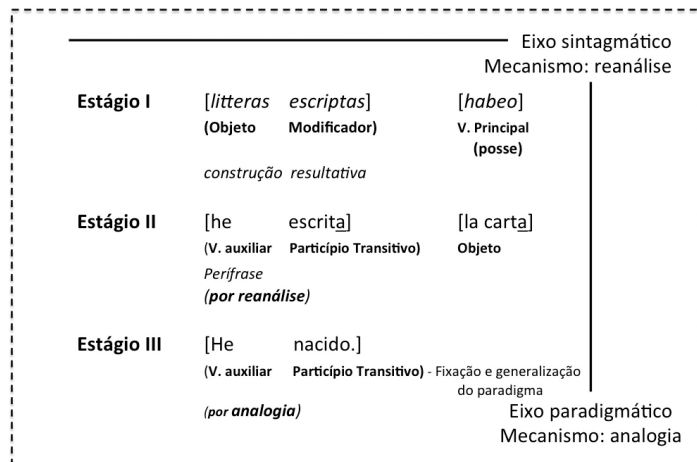 Eixo sintagmático
Mecanismo: reanálise
Estágio I [litteras escriptas] [habeo]
(Objeto Modificador) V. Principal
(posse)
construção resultativa
Estágio II [he escrita] [la carta]
(V. auxiliar Particípio Transitivo) Objeto
Perífrase
(por reanálise)
Estágio III [He nacido.]
(V. auxiliar Particípio Transitivo) - Fixação e generalização
do paradigma
(por analogia)
Eixo paradigmático
Mecanismo: analogia